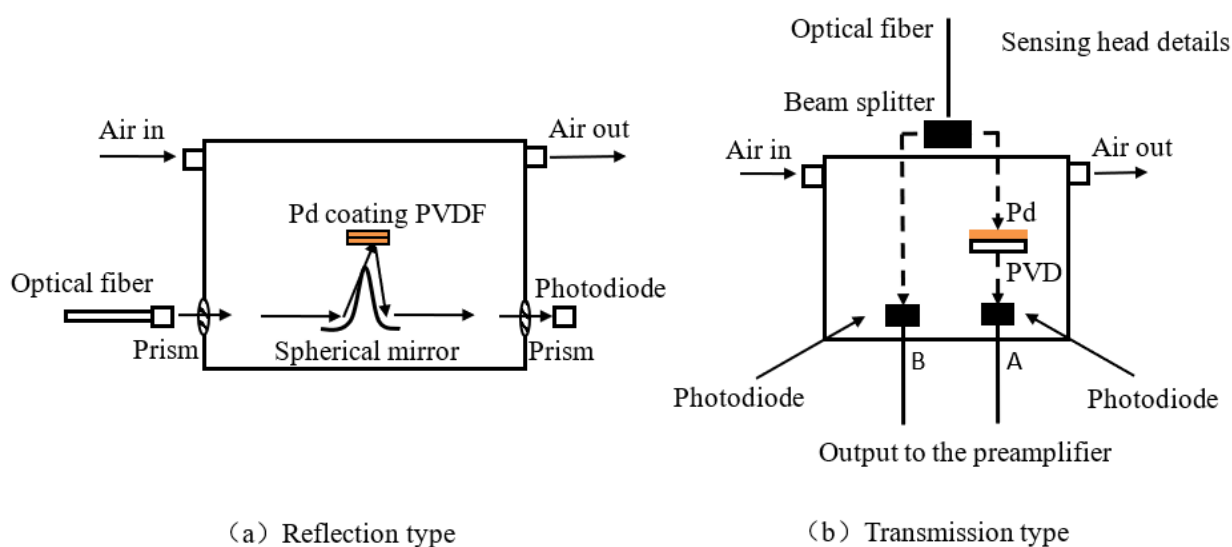 Optical fiber
Sensing head details
Beam splitter
Air in
Air out
Pd coating PVDF
Optical fiber
Photodiode
Prism
Spherical mirror
Prism
Air in
Air out
Pd
PVD
B
A
Photodiode
Photodiode
Output to the preamplifier
（a）Reflection type
（b）Transmission type